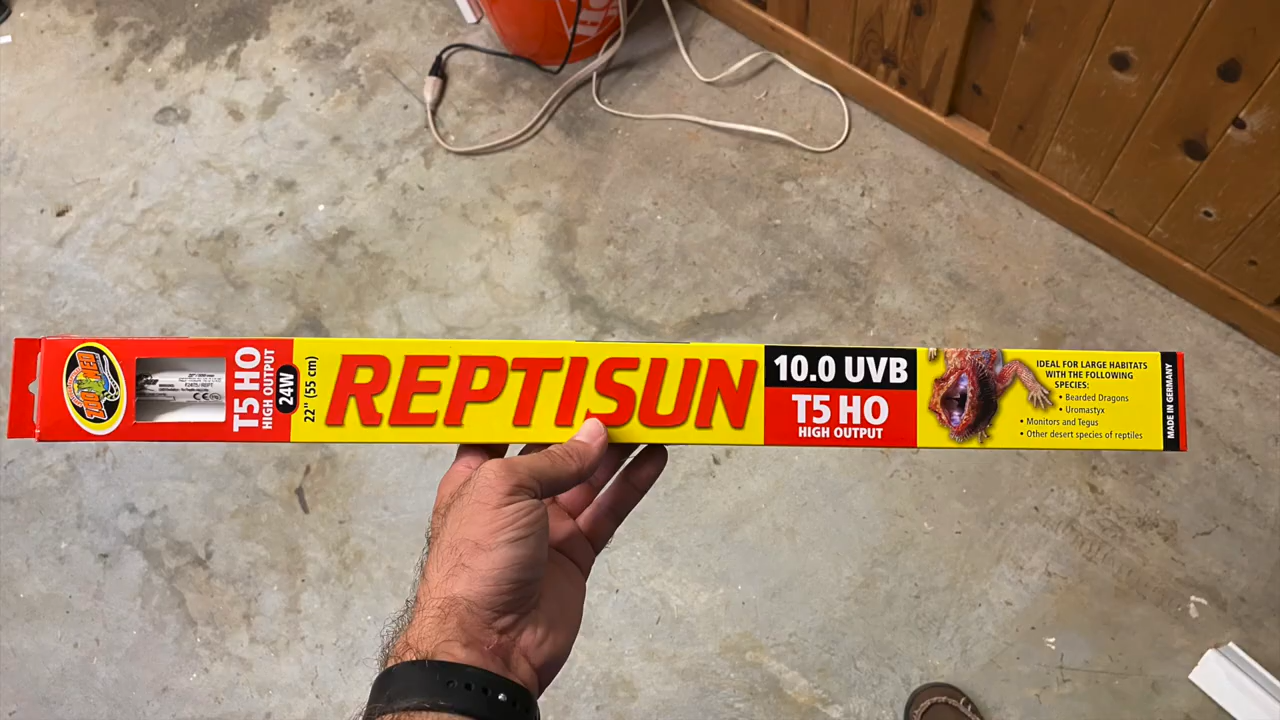 ZOO MED
T5 HO
HIGH OUTPUT
24W
22" (55 cm)
REPTISUN
10.0 UVB
T5 HO
HIGH OUTPUT
IDEAL FOR LARGE HABITATS
WITH THE FOLLOWING
SPECIES:
• Bearded Dragons
• Uromastyx
• Monitors and Tegus
• Other desert species of reptiles
MADE IN GERMANY